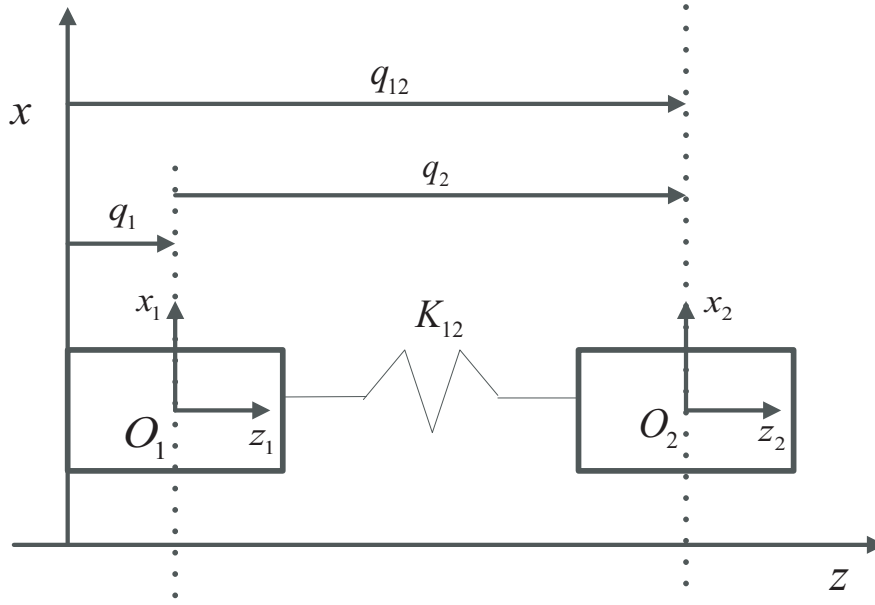 q₁₂
x
q₂
q₁
x₁
K₁₂
x₂
O₁
z₁
O₂
z₂
z